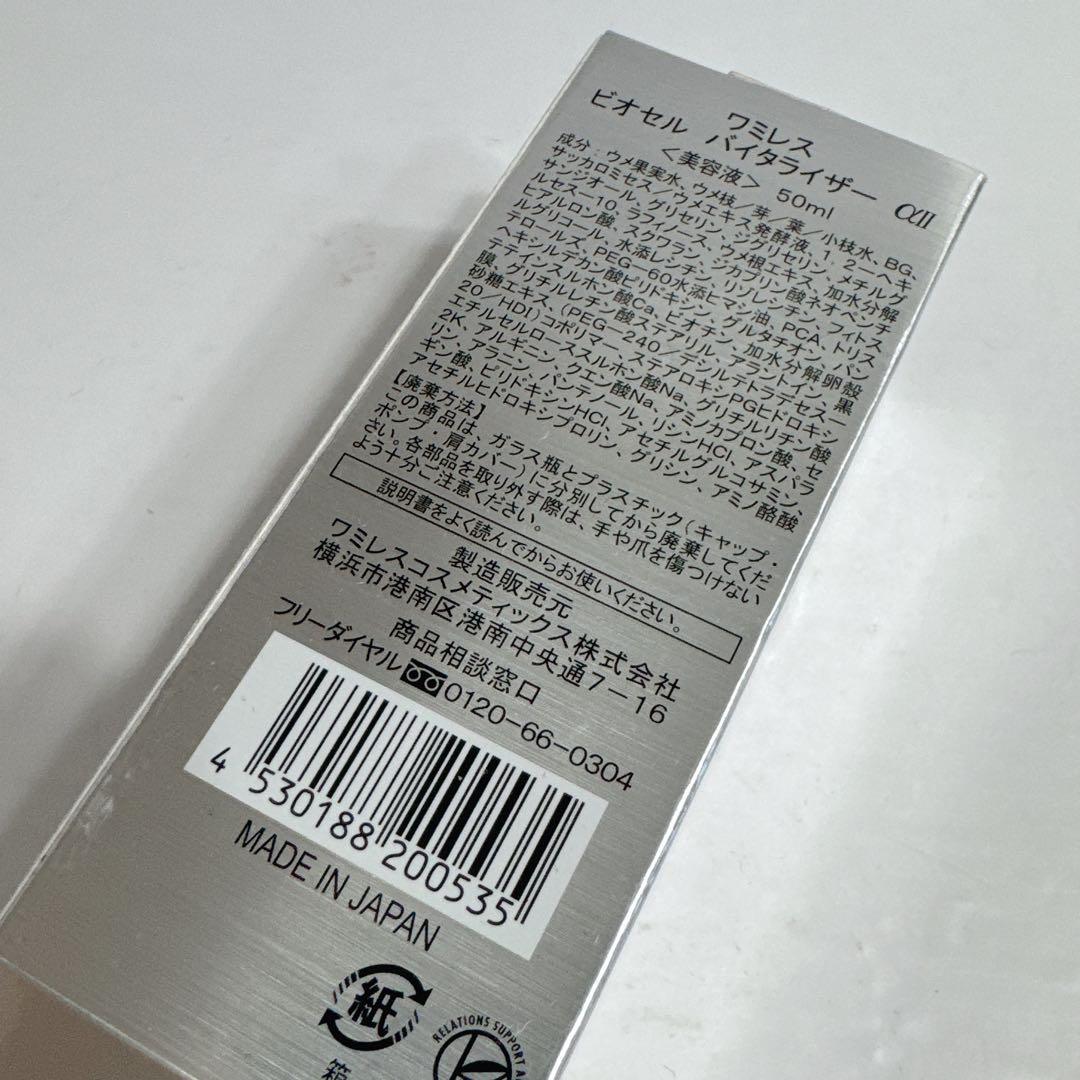 ワミレス
ビオセル バイタライザー αII
<美容液> 50ml
成分:ウメ果実水、ウメ枝/芽/葉/小枝水、BG、
サッカロミセス/ウメエキス発酵液、1,2-ヘキ
サンジオール、グリセリン、ジグリセリン、メチルグ
ルセス-10、ラフィノース、ウメ根エキス、加水分解
ヒアルロン酸、スクワラン、ジカプリン酸ネオペンチ
ルグリコール、水添レシチン、リゾレシチン、フィトス
テロールズ、PEG-60水添ヒマシ油、PCA、トリス
ヘキシルデカン酸ピリドキシン、グルタチオン、パン
テテインスルホン酸Ca、ビオチン、加水分解卵殻
膜、グリチルレチン酸ステアリル、アラントイン、黒
砂糖エキス、(PEG-240/デシルテトラデセス-
20/HDI)コポリマー、ステアロキシPGヒドロキシ
エチルセルローススルホン酸Na、グリチルリチン酸
2K、アルギニン、クエン酸Na、アミノカプロン酸、セ
リン、アラニン、パンテノール、リシンHCl、アスパラ
ギン酸、ピリドキシンHCl、アセチルグルコサミン、
アセチルヒドロキシプロリン、グリシン、アミノ酪酸
【廃棄方法】
この商品は、ガラス瓶とプラスチック(キャップ・
ポンプ・肩カバー)に分別してから廃棄してくだ
さい。各部品を取り外す際は、手や爪を傷つけない
よう十分ご注意ください。
説明書をよく読んでからお使いください。
製造販売元
ワミレスコスメティックス株式会社
横浜市港南区港南中央通7-16
商品相談窓口
フリーダイヤル 0120-66-0304
4 530188 200535
MADE IN JAPAN
紙
箱
RELATIONS SUPPORT A